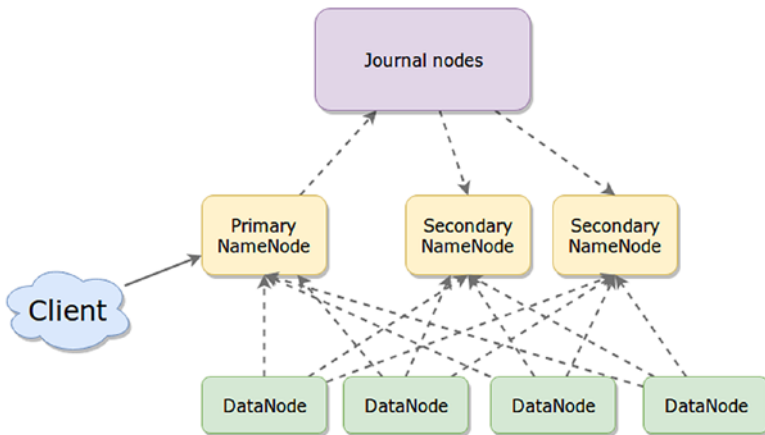 Journal nodes
Primary
NameNode
Secondary
NameNode
Secondary
NameNode
Client
DataNode
DataNode
DataNode
DataNode